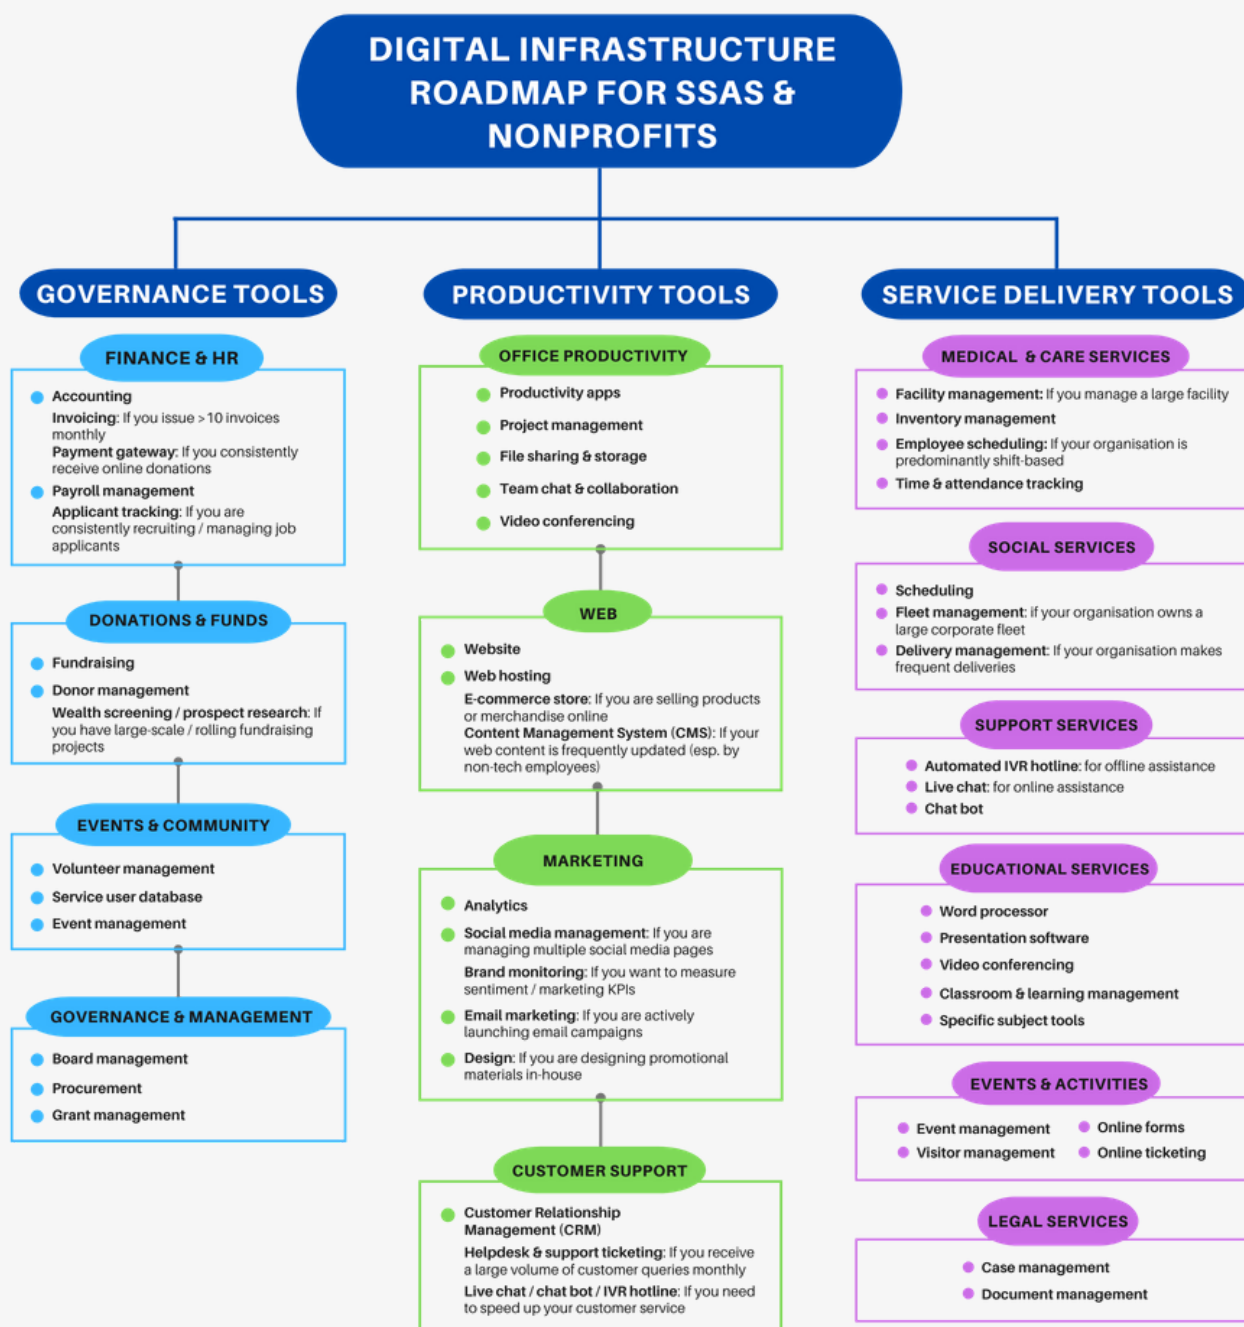 DIGITAL INFRASTRUCTURE
ROADMAP FOR SSAS &
NONPROFITS
GOVERNANCE TOOLS
FINANCE & HR
Accounting
Invoicing: If you issue >10 invoices
monthly
Payment gateway: If you consistently
receive online donations
Payroll management
Applicant tracking: If you are
consistently recruiting / managing job
applicants
DONATIONS & FUNDS
Fundraising
Donor management
Wealth screening / prospect research: If
you have large-scale / rolling fundraising
projects
EVENTS & COMMUNITY
Volunteer management
Service user database
Event management
GOVERNANCE & MANAGEMENT
Board management
Procurement
Grant management
PRODUCTIVITY TOOLS
OFFICE PRODUCTIVITY
Productivity apps
Project management
File sharing & storage
Team chat & collaboration
Video conferencing
WEB
Website
Web hosting
E-commerce store: If you are selling products
or merchandise online
Content Management System (CMS): If your
web content is frequently updated (esp. by
non-tech employees)
MARKETING
Analytics
Social media management: If you are
managing multiple social media pages
Brand monitoring: If you want to measure
sentiment / marketing KPIs
Email marketing: If you are actively
launching email campaigns
Design: If you are designing promotional
materials in-house
CUSTOMER SUPPORT
Customer Relationship
Management (CRM)
Helpdesk & support ticketing: If you receive
a large volume of customer queries monthly
Live chat / chat bot / IVR hotline: If you need
to speed up your customer service
SERVICE DELIVERY TOOLS
MEDICAL & CARE SERVICES
Facility management: If you manage a large facility
Inventory management
Employee scheduling: If your organisation is
predominantly shift-based
Time & attendance tracking
SOCIAL SERVICES
Scheduling
Fleet management: if your organisation owns a
large corporate fleet
Delivery management: If your organisation makes
frequent deliveries
SUPPORT SERVICES
Automated IVR hotline: for offline assistance
Live chat: for online assistance
Chat bot
EDUCATIONAL SERVICES
Word processor
Presentation software
Video conferencing
Classroom & learning management
Specific subject tools
EVENTS & ACTIVITIES
Event management
Online forms
Visitor management
Online ticketing
LEGAL SERVICES
Case management
Document management